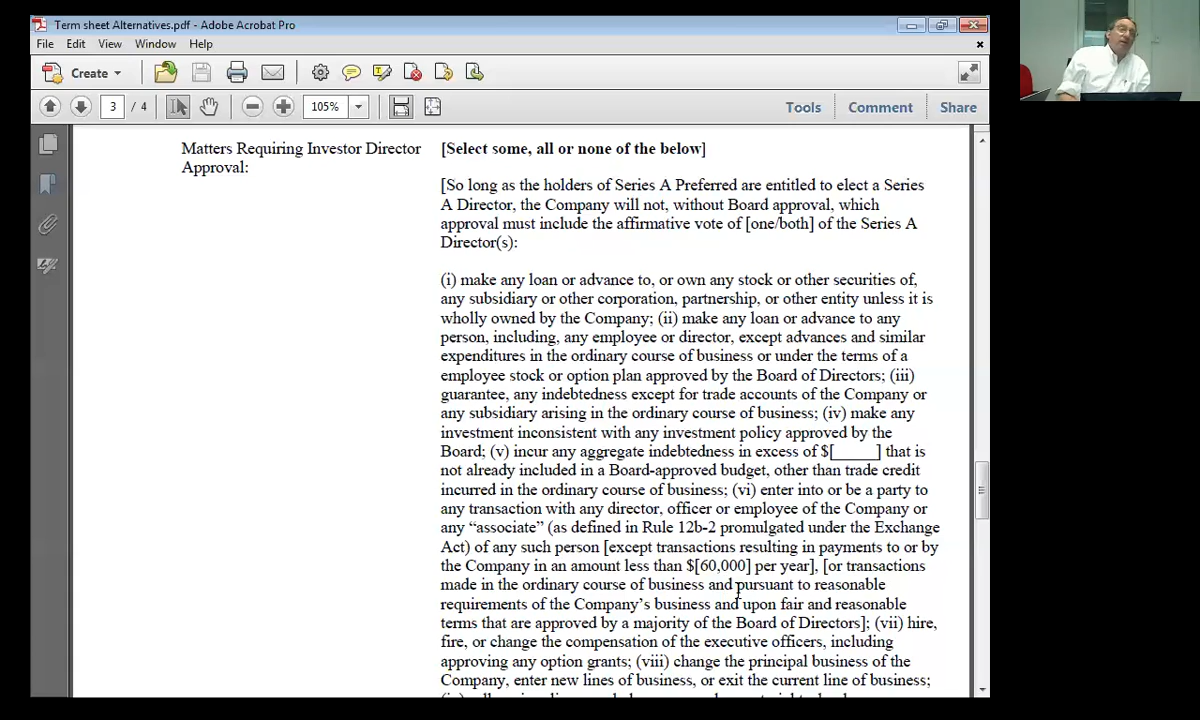 Term sheet Alternatives.pdf - Adobe Acrobat Pro
File Edit View Window Help
Create
3 / 4 105% Tools Comment Share
Matters Requiring Investor Director
Approval:
[Select some, all or none of the below]
[So long as the holders of Series A Preferred are entitled to elect a Series
A Director, the Company will not, without Board approval, which
approval must include the affirmative vote of [one/both] of the Series A
Director(s):
(i) make any loan or advance to, or own any stock or other securities of,
any subsidiary or other corporation, partnership, or other entity unless it is
wholly owned by the Company; (ii) make any loan or advance to any
person, including, any employee or director, except advances and similar
expenditures in the ordinary course of business or under the terms of a
employee stock or option plan approved by the Board of Directors; (iii)
guarantee, any indebtedness except for trade accounts of the Company or
any subsidiary arising in the ordinary course of business; (iv) make any
investment inconsistent with any investment policy approved by the
Board; (v) incur any aggregate indebtedness in excess of $[_____] that is
not already included in a Board-approved budget, other than trade credit
incurred in the ordinary course of business; (vi) enter into or be a party to
any transaction with any director, officer or employee of the Company or
any “associate” (as defined in Rule 12b-2 promulgated under the Exchange
Act) of any such person [except transactions resulting in payments to or by
the Company in an amount less than $[60,000] per year], [or transactions
made in the ordinary course of business and pursuant to reasonable
requirements of the Company’s business and upon fair and reasonable
terms that are approved by a majority of the Board of Directors]; (vii) hire,
fire, or change the compensation of the executive officers, including
approving any option grants; (viii) change the principal business of the
Company, enter new lines of business, or exit the current line of business;